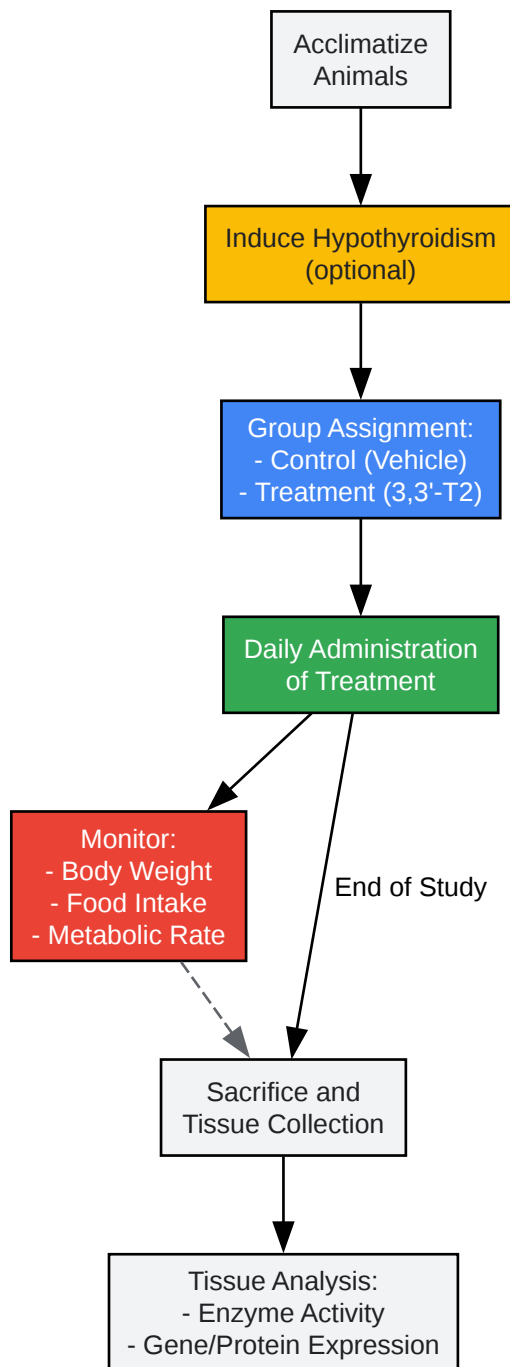 Acclimatize
Animals
Induce Hypothyroidism
(optional)
Group Assignment:
- Control (Vehicle)
- Treatment (3,3'-T2)
Daily Administration
of Treatment
Monitor:
- Body Weight
- Food Intake
- Metabolic Rate
End of Study
Sacrifice and
Tissue Collection
Tissue Analysis:
- Enzyme Activity
- Gene/Protein Expression